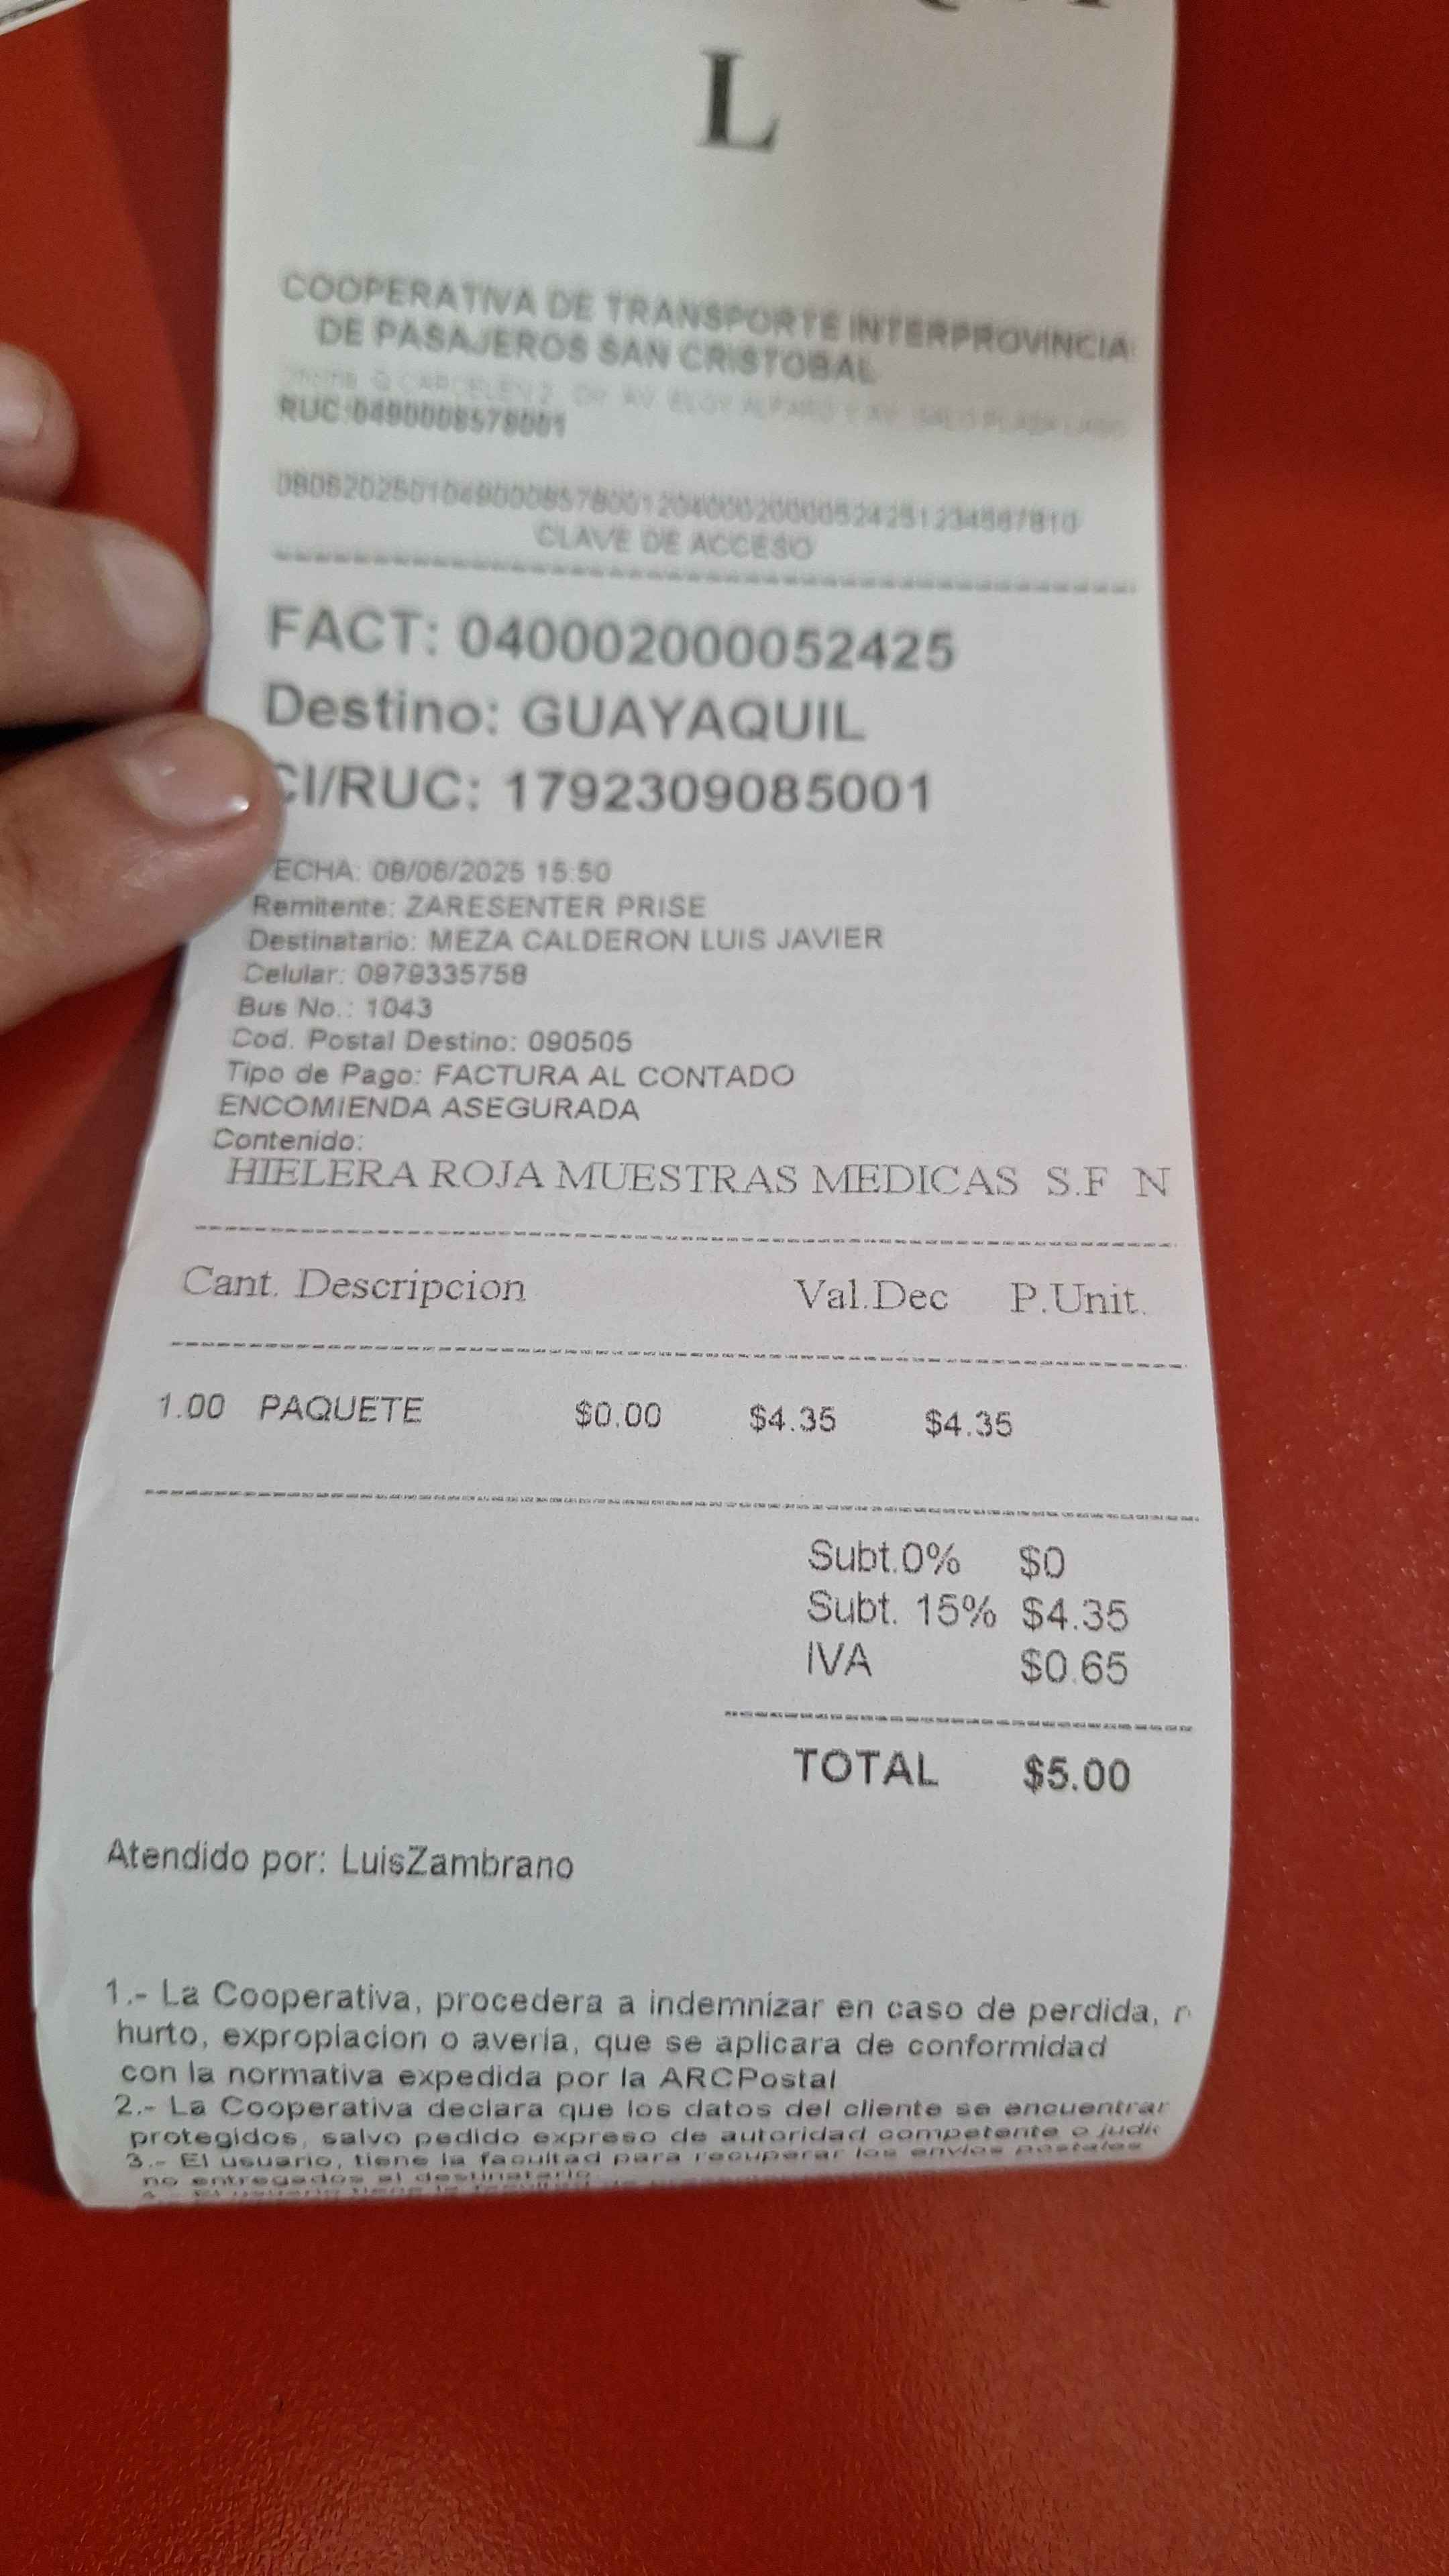 L
COOPERATIVA DE TRANSPORTE INTERPROVINCIA
DE PASAJEROS SAN CRISTOBAL
RUC:0490008578001
CLAVE DE ACCESO
FACT: 040002000052425
Destino: GUAYAQUIL
CI/RUC: 1792309085001
ECHA: 08/08/2025 15:50
Remitente: ZARESENTER PRISE
Destinatario: MEZA CALDERON LUIS JAVIER
Celular: 0979335758
Bus No.: 1043
Cod. Postal Destino: 090505
Tipo de Pago: FACTURA AL CONTADO
ENCOMIENDA ASEGURADA
Contenido:
HIELERA ROJA MUESTRAS MEDICAS S.F N
Cant. Descripcion Val.Dec P.Unit.
1.00 PAQUETE $0.00 $4.35 $4.35
Subt.0% $0
Subt. 15% $4.35
IVA $0.65
TOTAL $5.00
Atendido por: LuisZambrano
1.- La Cooperativa, procedera a indemnizar en caso de perdida, r
hurto, expropiacion o avería, que se aplicara de conformidad
con la normativa expedida por la ARCPostal
2.- La Cooperativa declara que los datos del cliente se encuentrar
protegidos, salvo pedido expreso de autoridad competente o judic
3.- El usuario, tiene la facultad para recuperar los envios postales
no entregados al destinatario